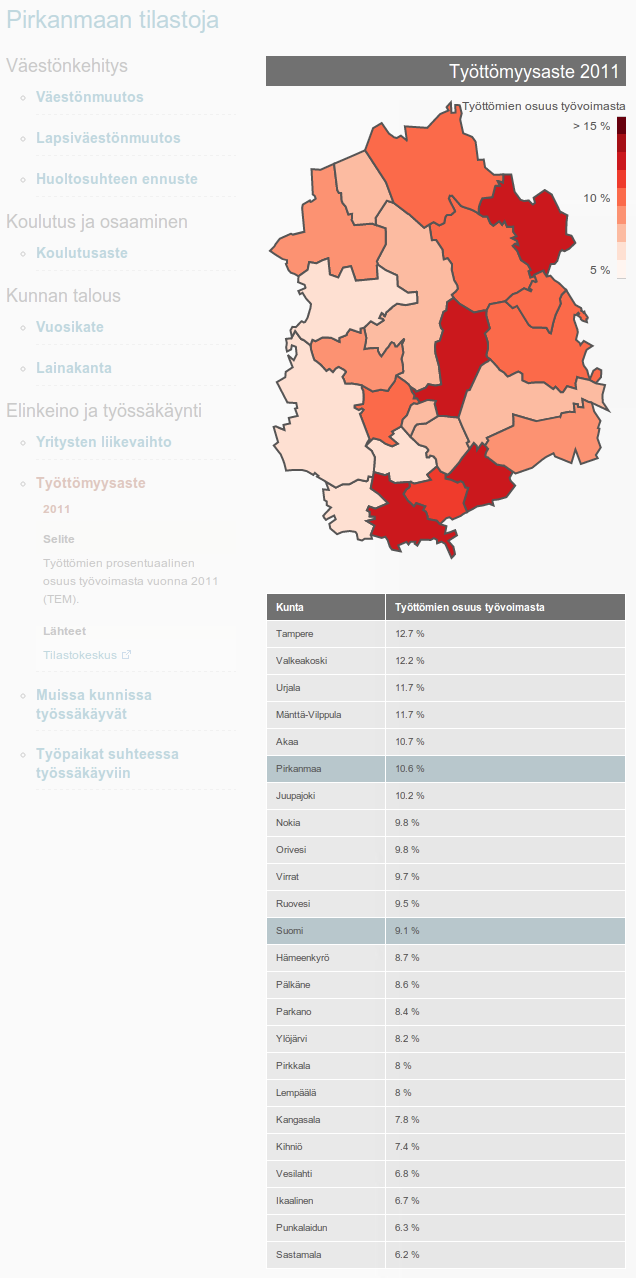 Pirkanmaan tilastoja
Väestönkehitys
Väestönmuutos
Lapsiväestönmuutos
Huoltosuhteen ennuste
Koulutus ja osaaminen
Koulutusaste
Kunnan talous
Vuosikate
Lainakanta
Elinkeino ja työssäkäynti
Yritysten liikevaihto
Työttömyysaste
2011
Selite
Työttömien prosentuaalinen
osuus työvoimasta vuonna 2011
(TEM).
Lähteet
Tilastokeskus
Muissa kunnissa
työssäkäyvät
Työpaikat suhteessa
työssäkäyviin
Työttömyysaste 2011
Työttömien osuus työvoimasta
> 15 %
10 %
5 %
Kunta Työttömien osuus työvoimasta
Tampere 12.7 %
Valkeakoski 12.2 %
Urjala 11.7 %
Mänttä-Vilppula 11.7 %
Akaa 10.7 %
Pirkanmaa 10.6 %
Juupajoki 10.2 %
Nokia 9.8 %
Orivesi 9.8 %
Virrat 9.7 %
Ruovesi 9.5 %
Suomi 9.1 %
Hämeenkyrö 8.7 %
Pälkäne 8.6 %
Parkano 8.4 %
Ylöjärvi 8.2 %
Pirkkala 8 %
Lempäälä 8 %
Kangasala 7.8 %
Kihniö 7.4 %
Vesilahti 6.8 %
Ikaalinen 6.7 %
Punkalaidun 6.3 %
Sastamala 6.2 %